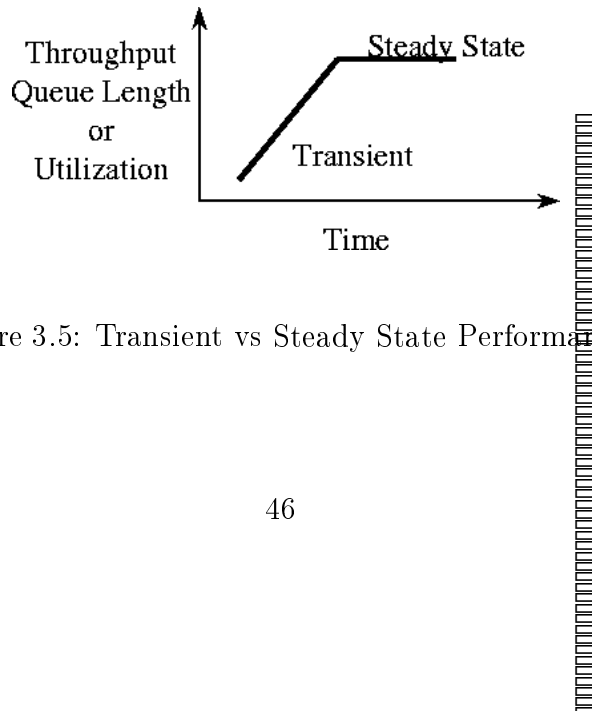 Throughput
Queue Length
or
Utilization
Steady State
Transient
Time
re 3.5: Transient vs Steady State Performa
46